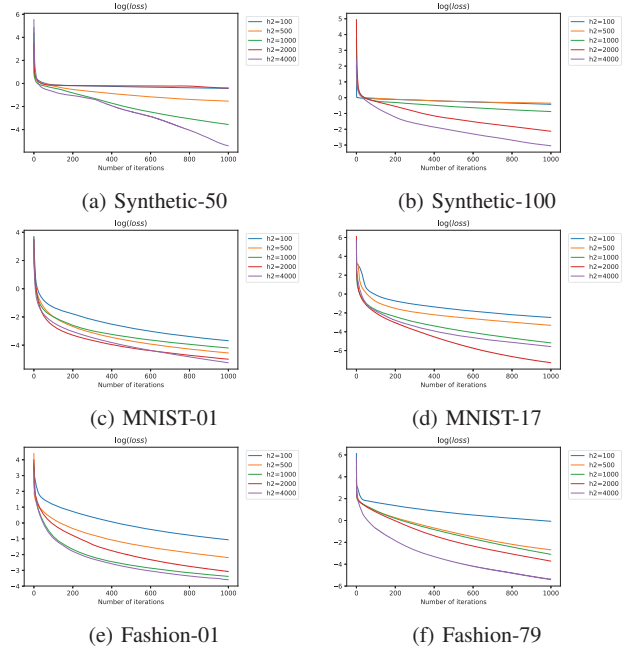 log(loss)
6
4
2
0
−2
−4
0
200
400
600
800
1000
Number of iterations
h2=100
h2=500
h2=1000
h2=2000
h2=4000
(a) Synthetic-50
log(loss)
5
4
3
2
1
0
−1
−2
−3
0
200
400
600
800
1000
Number of iterations
h2=100
h2=500
h2=1000
h2=2000
h2=4000
(b) Synthetic-100
log(loss)
4
2
0
−2
−4
0
200
400
600
800
1000
Number of iterations
h2=100
h2=500
h2=1000
h2=2000
h2=4000
(c) MNIST-01
log(loss)
6
4
2
0
−2
−4
−6
0
200
400
600
800
1000
Number of iterations
h2=100
h2=500
h2=1000
h2=2000
h2=4000
(d) MNIST-17
log(loss)
4
3
2
1
0
−1
−2
−3
−4
0
200
400
600
800
1000
Number of iterations
h2=100
h2=500
h2=1000
h2=2000
h2=4000
(e) Fashion-01
log(loss)
6
4
2
0
−2
−4
−6
0
200
400
600
800
1000
Number of iterations
h2=100
h2=500
h2=1000
h2=2000
h2=4000
(f) Fashion-79